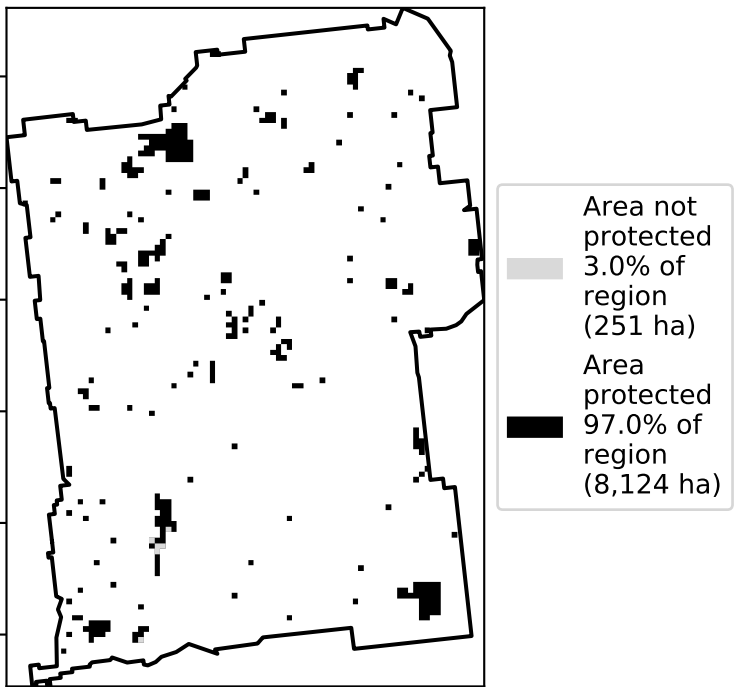 Area not
protected
3.0% of
region
(251 ha)
Area
protected
97.0% of
region
(8,124 ha)